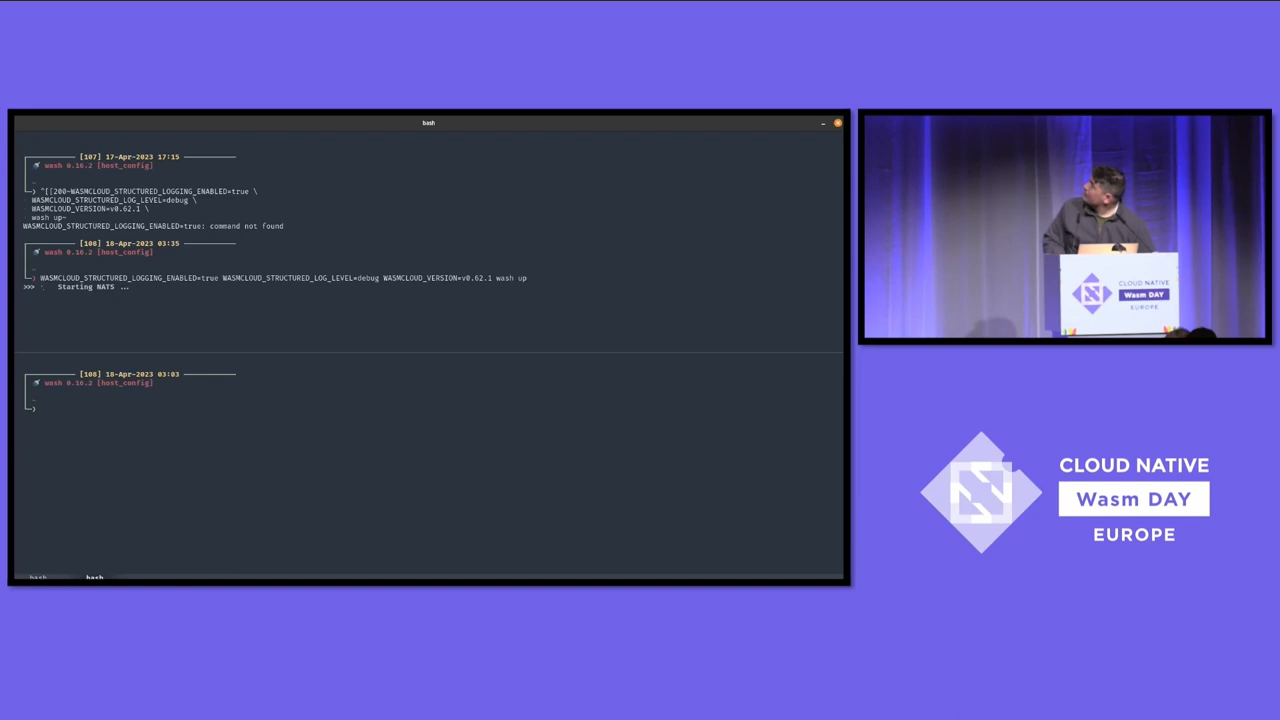 bash
[107] 17-Apr-2023 17:15
wash 0.16.2 [host_config]
~
❯ ^[[200~WASMCLOUD_STRUCTURED_LOGGING_ENABLED=true \
WASMCLOUD_STRUCTURED_LOG_LEVEL=debug \
WASMCLOUD_VERSION=v0.62.1 \
wash up~
WASMCLOUD_STRUCTURED_LOGGING_ENABLED=true: command not found
[108] 18-Apr-2023 03:35
wash 0.16.2 [host_config]
~
❯ WASMCLOUD_STRUCTURED_LOGGING_ENABLED=true WASMCLOUD_STRUCTURED_LOG_LEVEL=debug WASMCLOUD_VERSION=v0.62.1 wash up
>>> Starting NATS ...
[108] 18-Apr-2023 03:03
wash 0.16.2 [host_config]
~
❯
bash bash
CLOUD NATIVE
Wasm DAY
EUROPE
CLOUD NATIVE
Wasm DAY
EUROPE